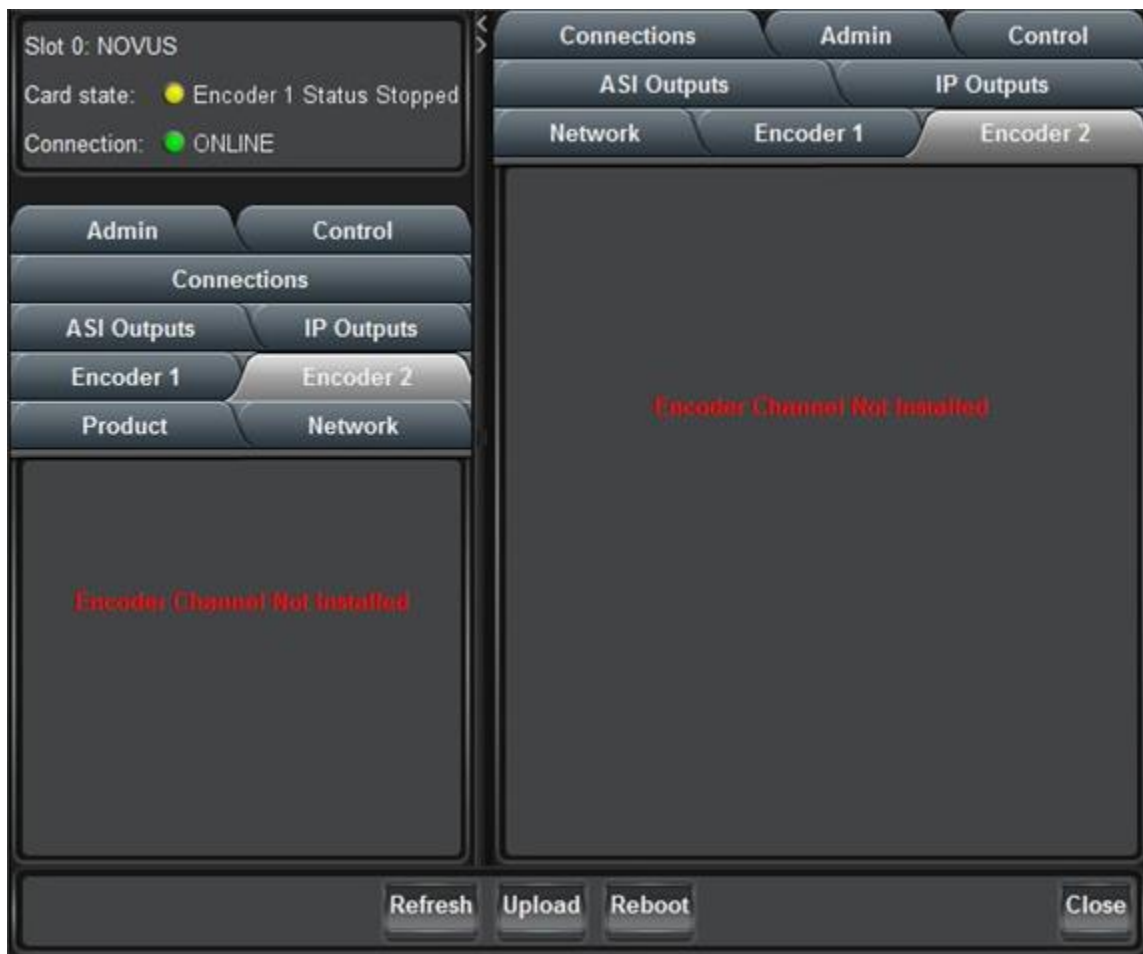 Slot 0: NOVUS
Card state: Encoder 1 Status Stopped
Connection: ONLINE
Admin Control
Connections
ASI Outputs IP Outputs
Encoder 1 Encoder 2
Product Network
Encoder Channel Not Installed
Connections Admin Control
ASI Outputs IP Outputs
Network Encoder 1 Encoder 2
Encoder Channel Not Installed
Refresh Upload Reboot Close